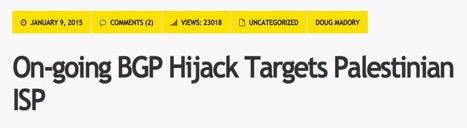 JANUARY 9, 2015 COMMENTS (2) VIEWS: 23018 UNCATEGORIZED DOUG MADORY
On-going BGP Hijack Targets Palestinian
ISP